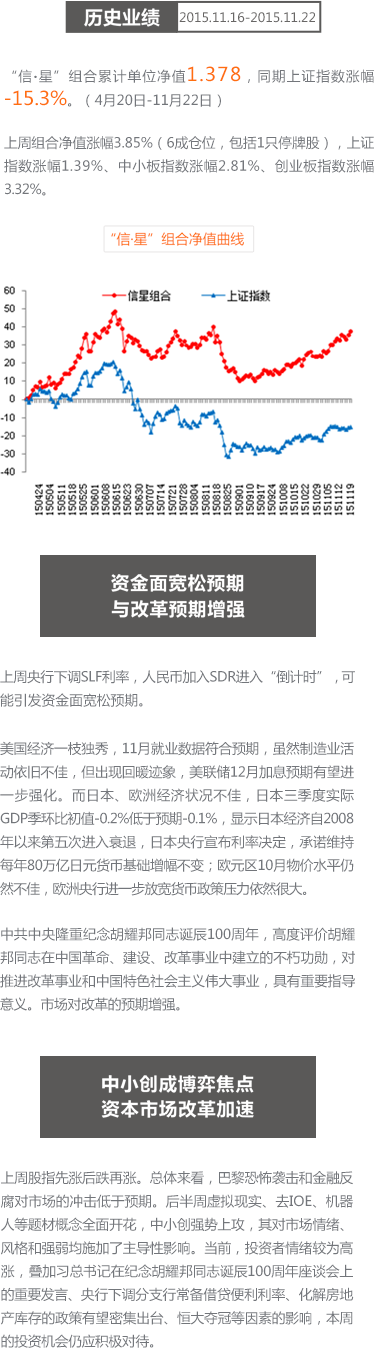 历史业绩 2015.11.16-2015.11.22
“信·星”组合累计单位净值1.378，同期上证指数涨幅
-15.3%。（4月20日-11月22日）
上周组合净值涨幅3.85%（6成仓位，包括1只停牌股），上证
指数涨幅1.39%、中小板指数涨幅2.81%、创业板指数涨幅
3.32%。
“信·星”组合净值曲线
信星组合 上证指数
60
50
40
30
20
10
0
-10
-20
-30
-40
150424 150504 150511 150518 150525 150601 150608 150615 150623 150630 150707 150714 150721 150728 150804 150811 150818 150825 150901 150910 150917 150924 151008 151015 151022 151029 151105 151112 151119
资金面宽松预期
与改革预期增强
上周央行下调SLF利率，人民币加入SDR进入“倒计时”，可
能引发资金面宽松预期。
美国经济一枝独秀，11月就业数据符合预期，虽然制造业活
动依旧不佳，但出现回暖迹象，美联储12月加息预期有望进
一步强化。而日本、欧洲经济状况不佳，日本三季度实际
GDP季环比初值-0.2%低于预期-0.1%，显示日本经济自2008
年以来第五次进入衰退，日本央行宣布利率决定，承诺维持
每年80万亿日元货币基础增幅不变；欧元区10月物价水平仍
然不佳，欧洲央行进一步放宽货币政策压力依然很大。
中共中央隆重纪念胡耀邦同志诞辰100周年，高度评价胡耀
邦同志在中国革命、建设、改革事业中建立的不朽功勋，对
推进改革事业和中国特色社会主义伟大事业，具有重要指导
意义。市场对改革的预期增强。
中小创成博弈焦点
资本市场改革加速
上周股指先涨后跌再涨。总体来看，巴黎恐怖袭击和金融反
腐对市场的冲击低于预期。后半周虚拟现实、去IOE、机器
人等题材概念全面开花，中小创强势上攻，其对市场情绪、
风格和强弱均施加了主导性影响。当前，投资者情绪较为高
涨，叠加习总书记在纪念胡耀邦同志诞辰100周年座谈会上
的重要发言、央行下调分支行常备借贷便利利率、化解房地
产库存的政策有望密集出台、恒大夺冠等因素的影响，本周
的投资机会仍应积极对待。